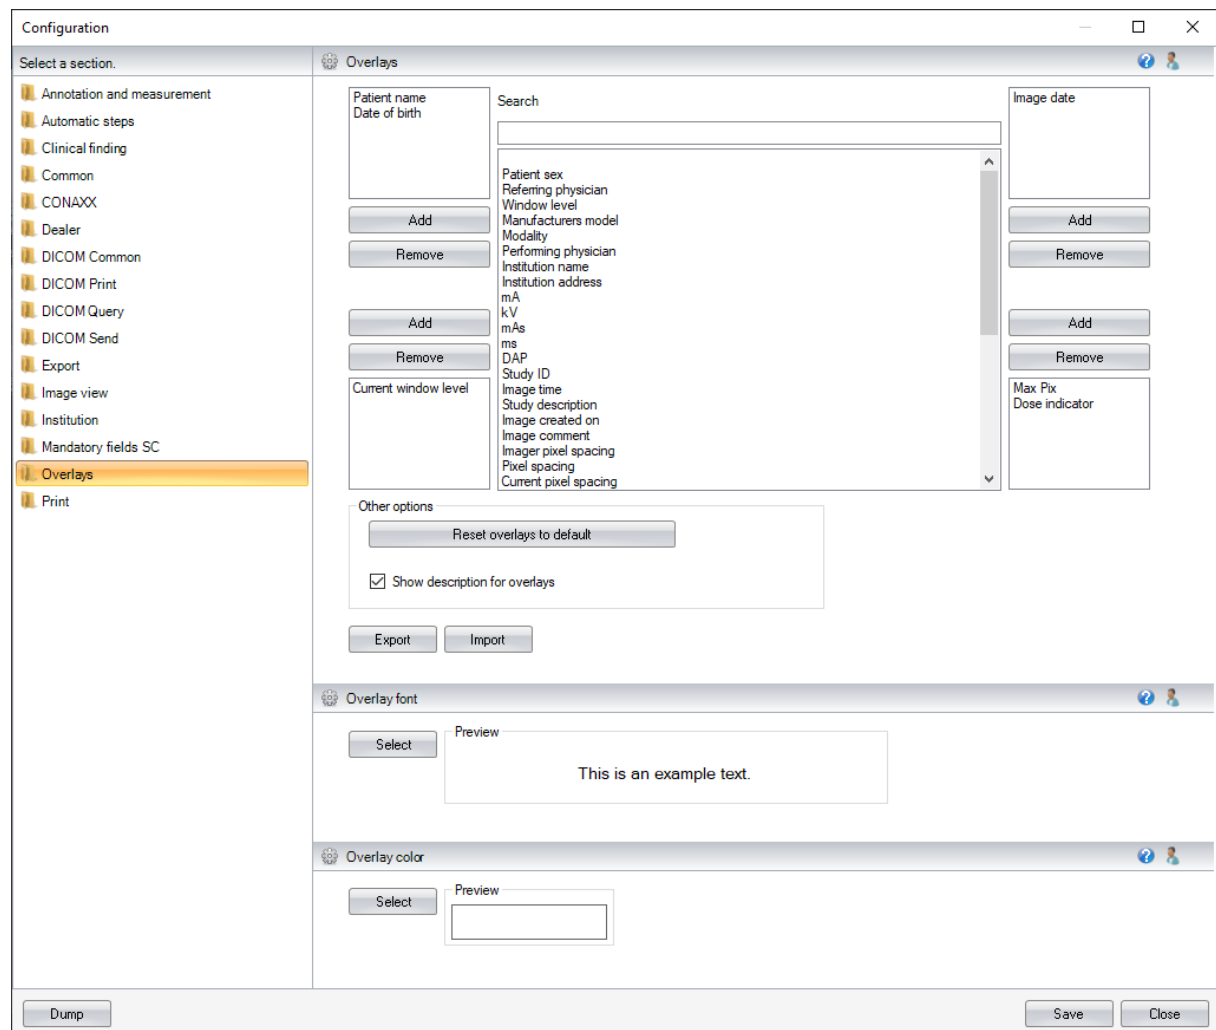 Configuration
Select a section.
Annotation and measurement
Automatic steps
Clinical finding
Common
CONAXX
Dealer
DICOM Common
DICOM Print
DICOM Query
DICOM Send
Export
Image view
Institution
Mandatory fields SC
Overlays
Print
Overlays
Patient name
Date of birth
Add
Remove
Add
Remove
Current window level
Search
Patient sex
Referring physician
Window level
Manufacturers model
Modality
Performing physician
Institution name
Institution address
mA
kV
mAs
ms
DAP
Study ID
Image time
Study description
Image created on
Image comment
Imager pixel spacing
Pixel spacing
Current pixel spacing
Image date
Add
Remove
Add
Remove
Max Pix
Dose indicator
Other options
Reset overlays to default
Show description for overlays
Export
Import
Overlay font
Select
Preview
This is an example text.
Overlay color
Select
Preview
Dump
Save
Close